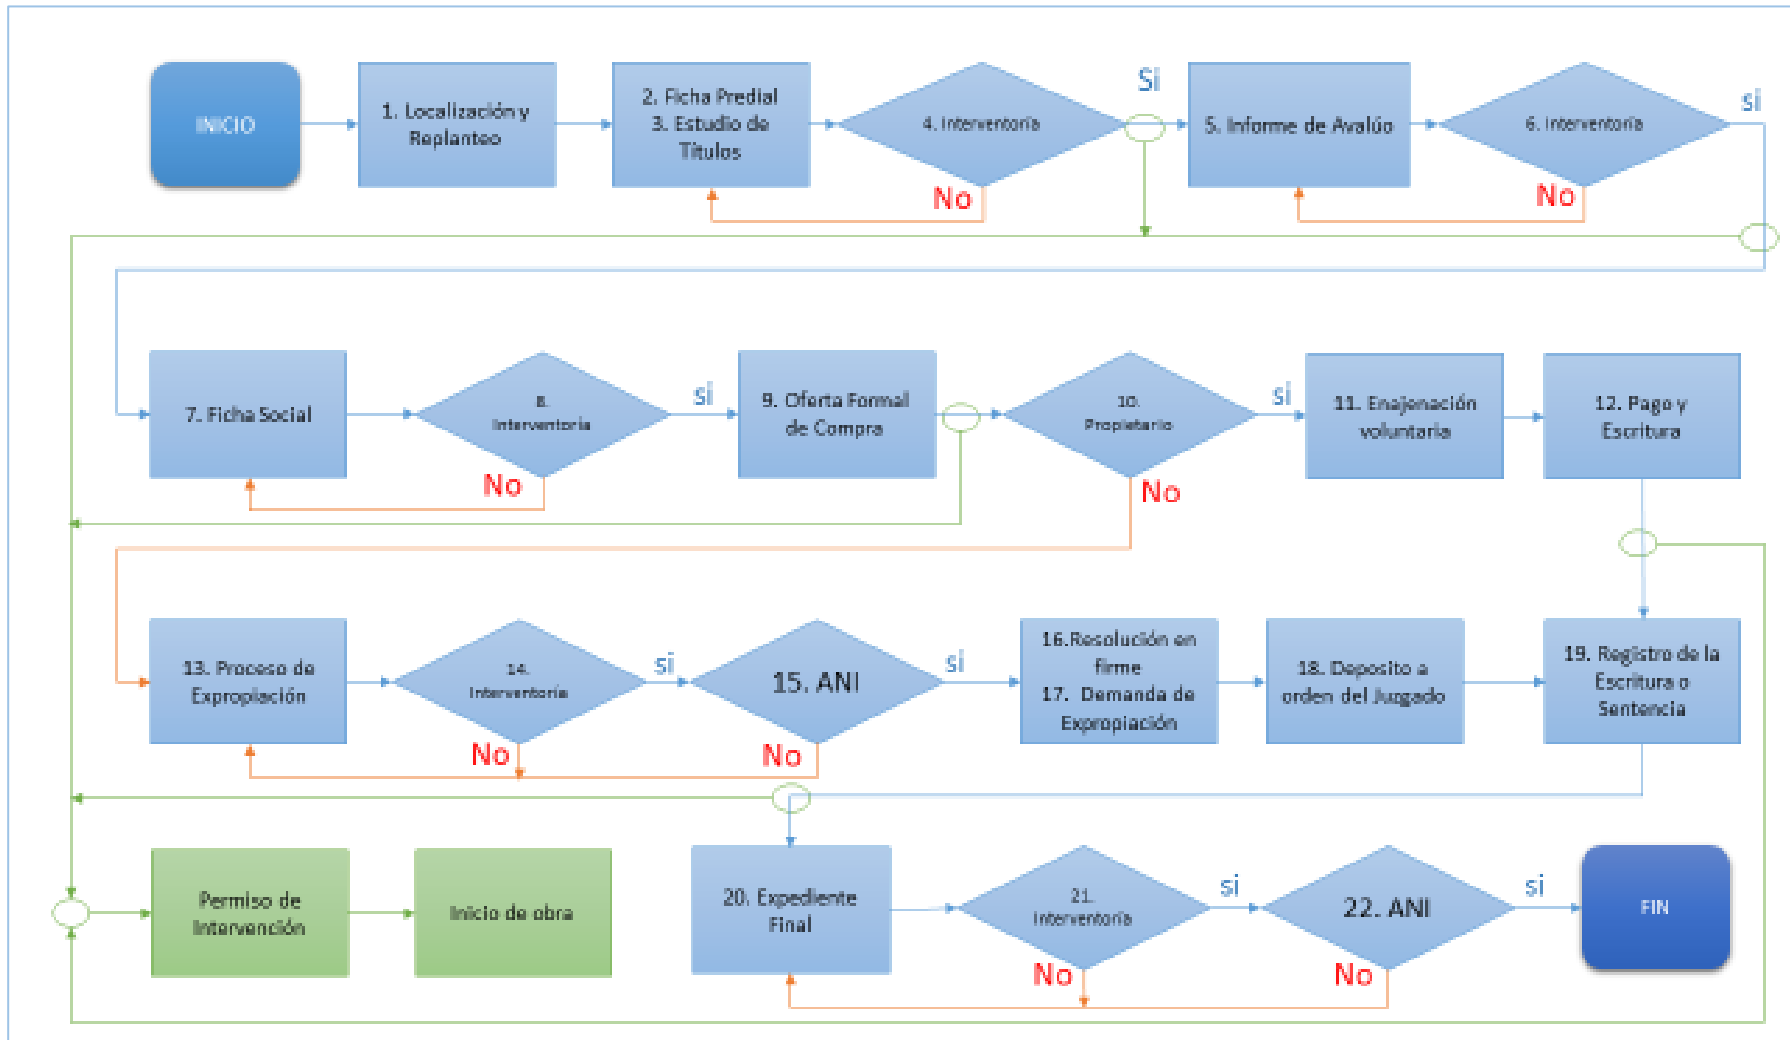 INICIO
1. Localización y
Replanteo
2. Ficha Predial
3. Estudio de
Títulos
4. Interventoría
Si
No
5. Informe de Avalúo
6. Interventoría
si
No
7. Ficha Social
8.
Interventoría
si
No
9. Oferta Formal
de Compra
10.
Propietario
si
No
11. Enajenación
voluntaria
12. Pago y
Escritura
13. Proceso de
Expropiación
14.
Interventoría
si
No
15. ANI
si
No
16.Resolución en
firme
17. Demanda de
Expropiación
18. Deposito a
orden del Juzgado
19. Registro de la
Escritura o
Sentencia
Permiso de
Intervención
Inicio de obra
20. Expediente
Final
21.
Interventoría
si
No
22. ANI
si
No
FIN